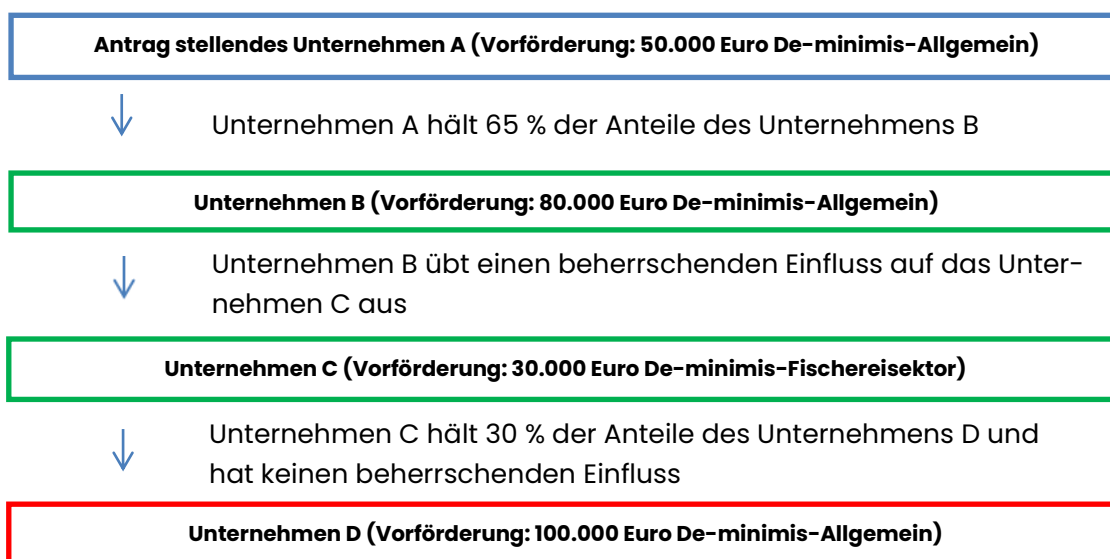 Antrag stellendes Unternehmen A (Vorförderung: 50.000 Euro De-minimis-Allgemein)
Unternehmen A hält 65 % der Anteile des Unternehmens B
Unternehmen B (Vorförderung: 80.000 Euro De-minimis-Allgemein)
Unternehmen B übt einen beherrschenden Einfluss auf das Unter-
nehmen C aus
Unternehmen C (Vorförderung: 30.000 Euro De-minimis-Fischereisektor)
Unternehmen C hält 30 % der Anteile des Unternehmens D und
hat keinen beherrschenden Einfluss
Unternehmen D (Vorförderung: 100.000 Euro De-minimis-Allgemein)